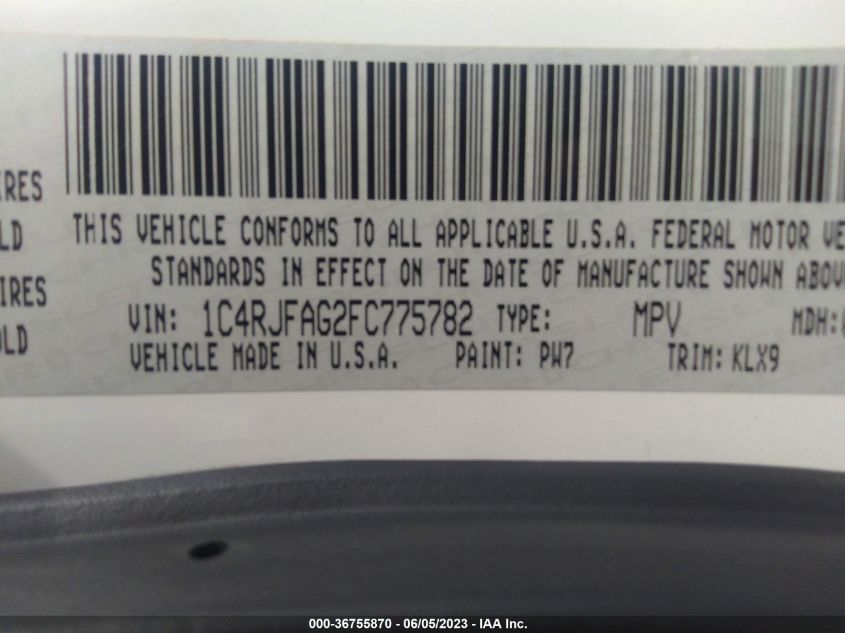 IRES
LD
IRES
OLD
THIS VEHICLE CONFORMS TO ALL APPLICABLE U.S.A. FEDERAL MOTOR VE
STANDARDS IN EFFECT ON THE DATE OF MANUFACTURE SHOWN ABOV
VIN: 1C4RJFAG2FC775782 TYPE: MPV MDH:
VEHICLE MADE IN U.S.A. PAINT: PW7 TRIM: KLX9
000-36755870 - 06/05/2023 - IAA Inc.